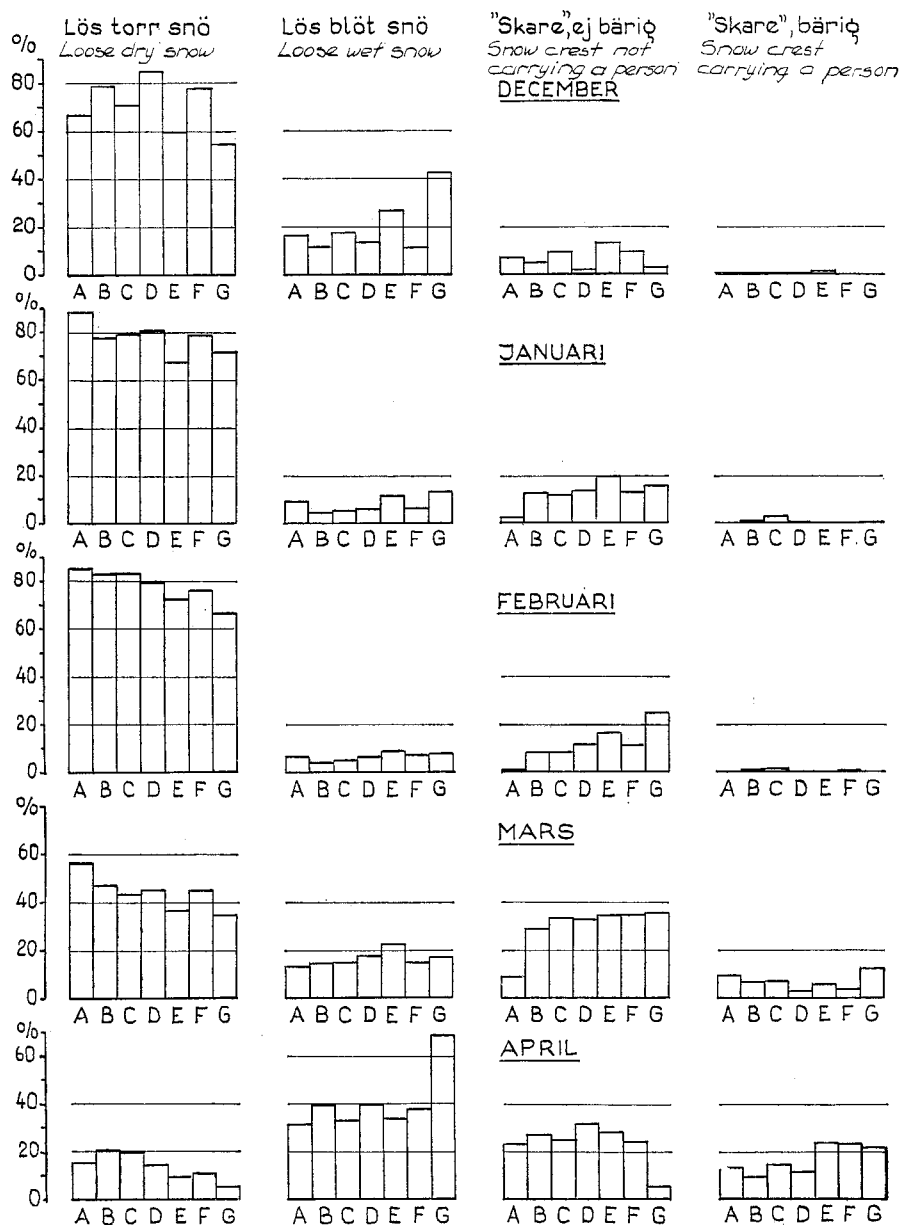 Lös torr snö
Loose dry snow
Lös blöt snö
Loose wet snow
"Skare", ej bärig
Snow crest not
carrying a person
"Skare", bärig
Snow crest
carrying a person
DECEMBER
%
80
60
40
20
0
A B C D E F G
A B C D E F G
A B C D E F G
A B C D E F G
JANUARI
%
80
60
40
20
0
A B C D E F G
A B C D E F G
A B C D E F G
A B C D E F. G
FEBRUARI
%
80
60
40
20
0
A B C D E F G
A B C D E F G
A B C D E F G
A B C D E F G
MARS
%
60
40
20
0
A B C D E F G
A B C D E F G
A B C D E F G
A B C D E F G
APRIL
%
60
40
20
0
A B C D E F G
A B C D E F G
A B C D E F G
A B C D E F G